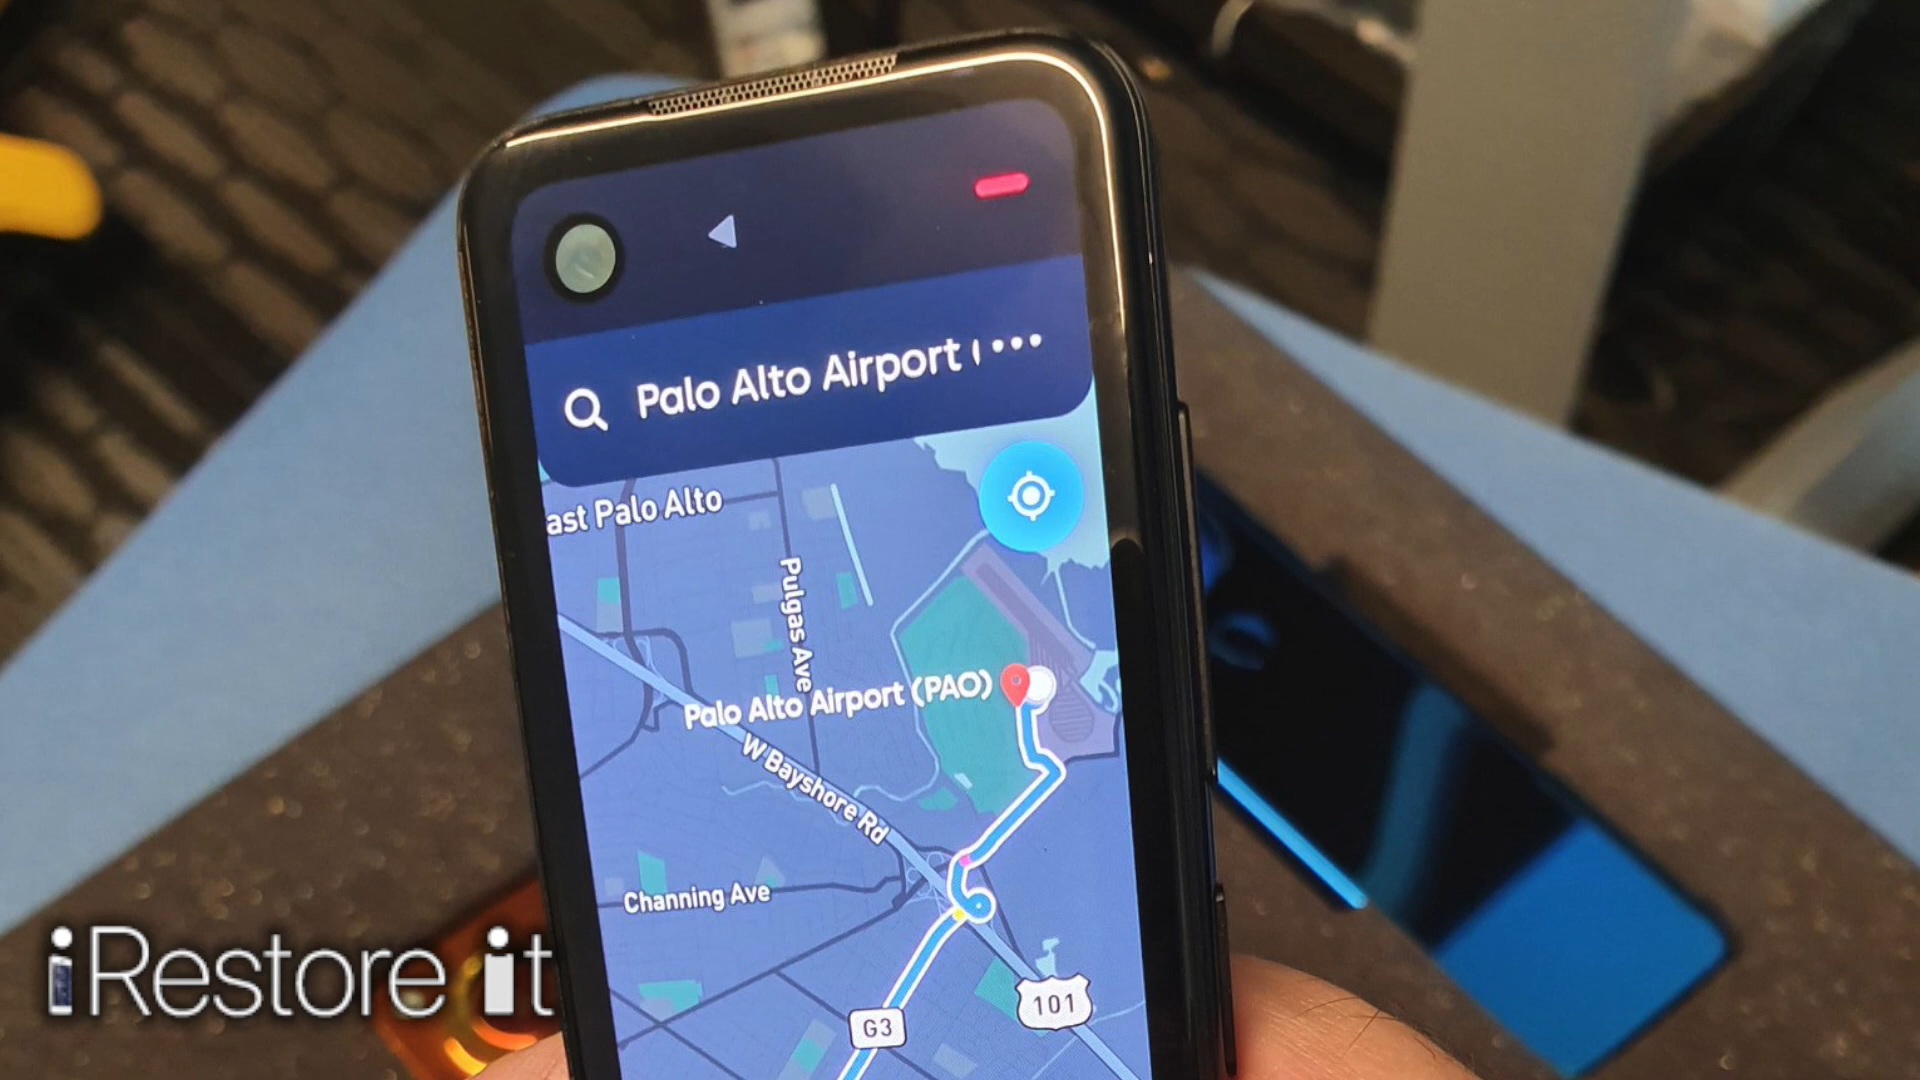 Palo Alto Airport (...
ast Palo Alto
Pulgas Ave
Palo Alto Airport (PAO)
W Bayshore Rd
Channing Ave
101
G3
iRestore it